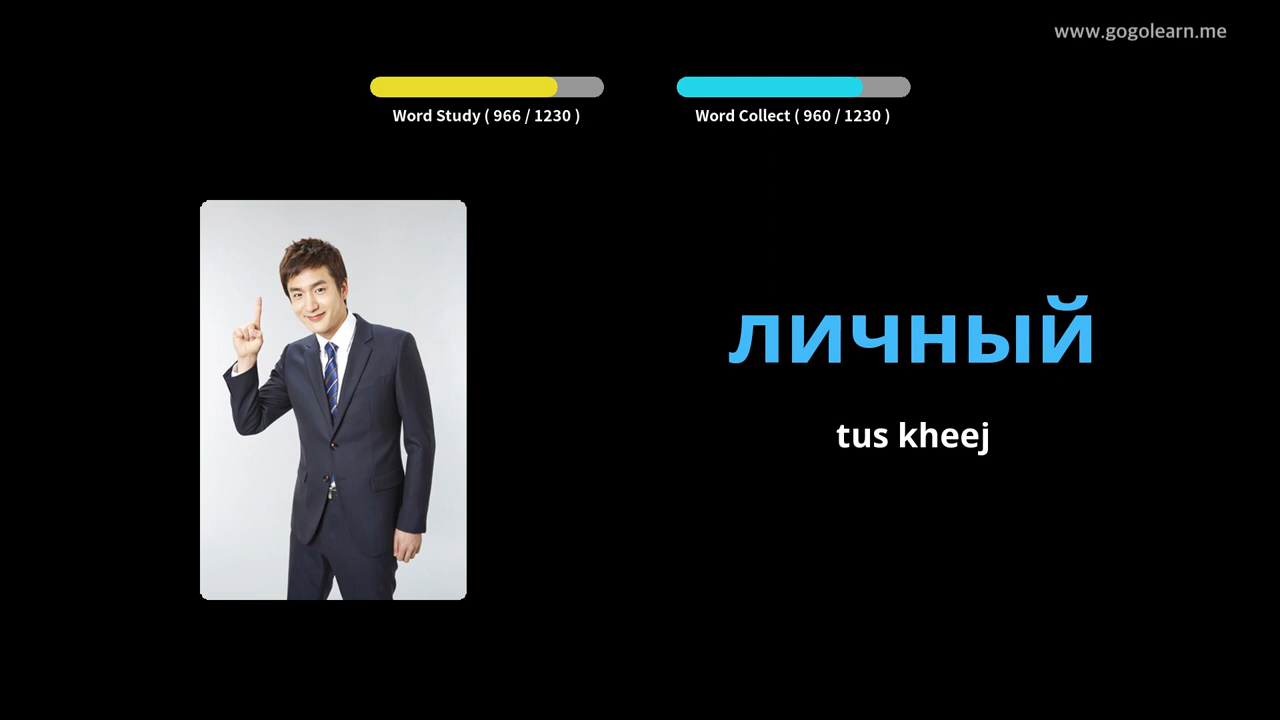 www.gogolearn.me
Word Study ( 966 / 1230 )
Word Collect ( 960 / 1230 )
личный
tus kheej